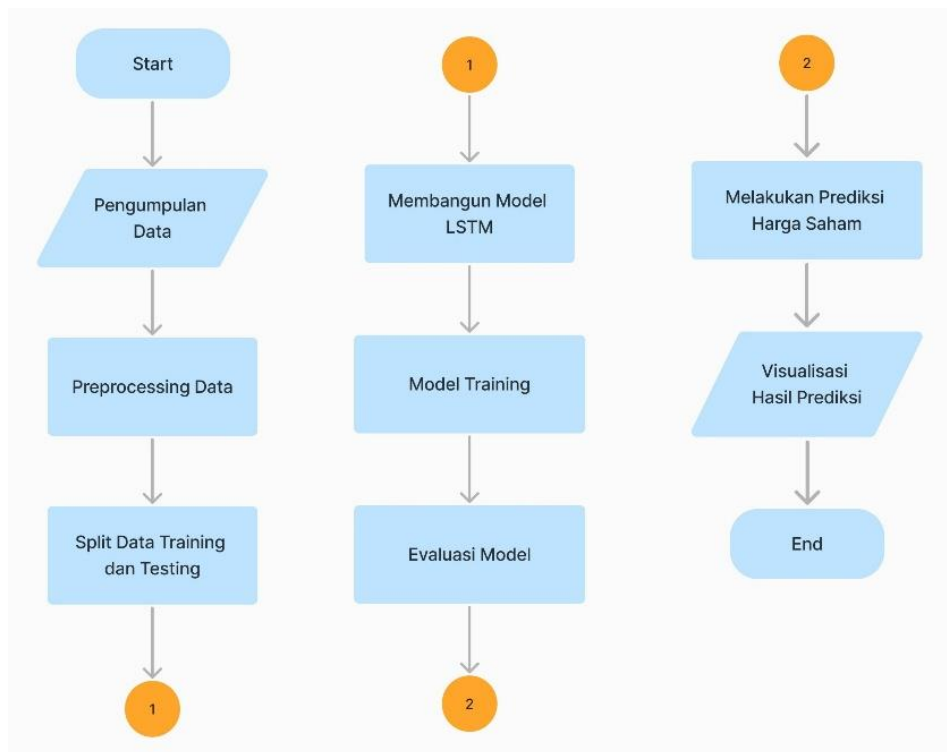 Start
Pengumpulan
Data
Preprocessing Data
Split Data Training
dan Testing
1
1
Membangun Model
LSTM
Model Training
Evaluasi Model
2
2
Melakukan Prediksi
Harga Saham
Visualisasi
Hasil Prediksi
End